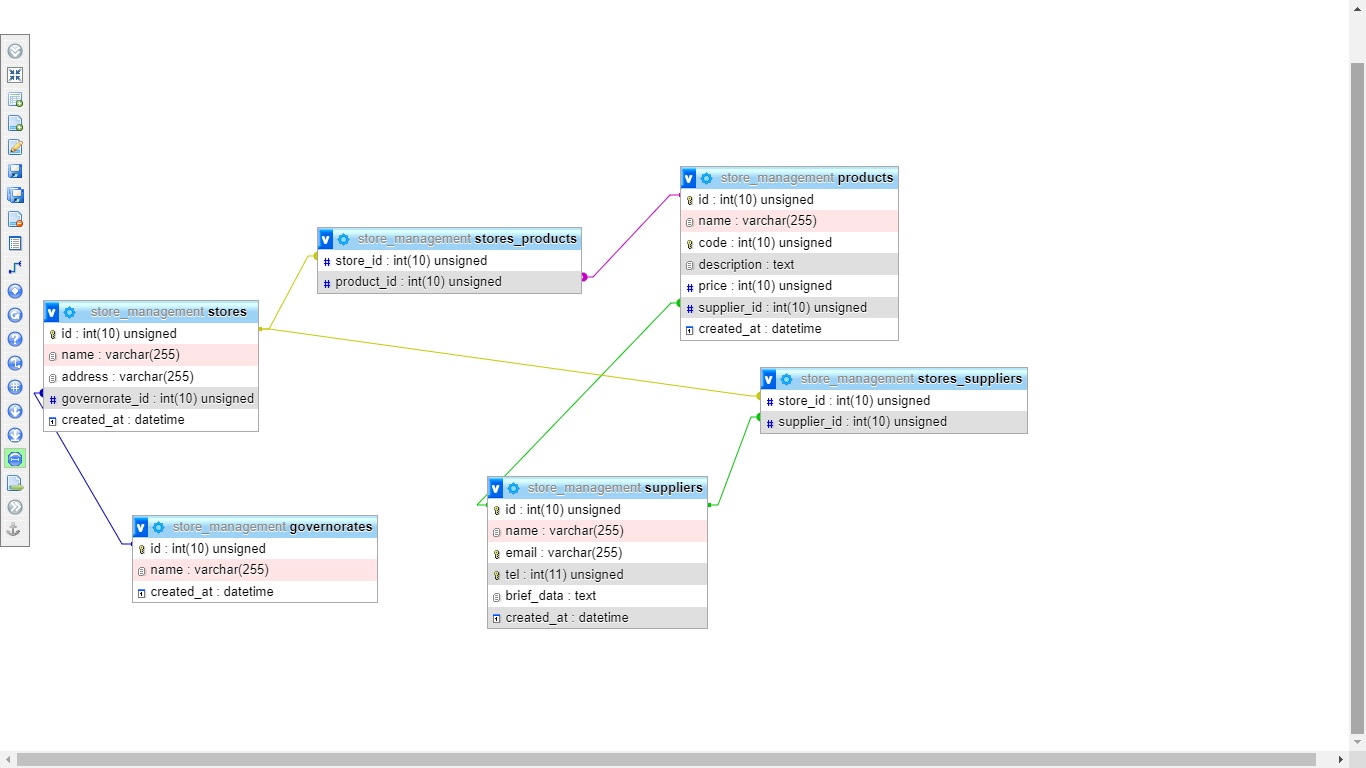 store_management products
id : int(10) unsigned
name : varchar(255)
code : int(10) unsigned
description : text
price : int(10) unsigned
supplier_id : int(10) unsigned
created_at : datetime
store_management stores_products
store_id : int(10) unsigned
product_id : int(10) unsigned
store_management stores
id : int(10) unsigned
name : varchar(255)
address : varchar(255)
governorate_id : int(10) unsigned
created_at : datetime
store_management stores_suppliers
store_id : int(10) unsigned
supplier_id : int(10) unsigned
store_management suppliers
id : int(10) unsigned
name : varchar(255)
email : varchar(255)
tel : int(11) unsigned
brief_data : text
created_at : datetime
store_management governorates
id : int(10) unsigned
name : varchar(255)
created_at : datetime